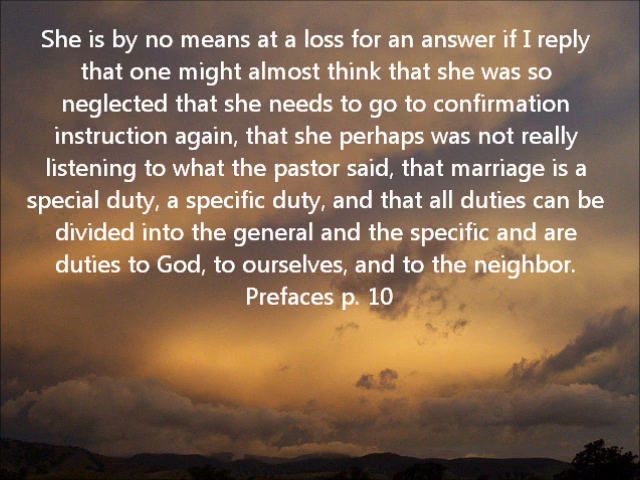 She is by no means at a loss for an answer if I reply
that one might almost think that she was so
neglected that she needs to go to confirmation
instruction again, that she perhaps was not really
listening to what the pastor said, that marriage is a
special duty, a specific duty, and that all duties can be
divided into the general and the specific and are
duties to God, to ourselves, and to the neighbor.
Prefaces p. 10